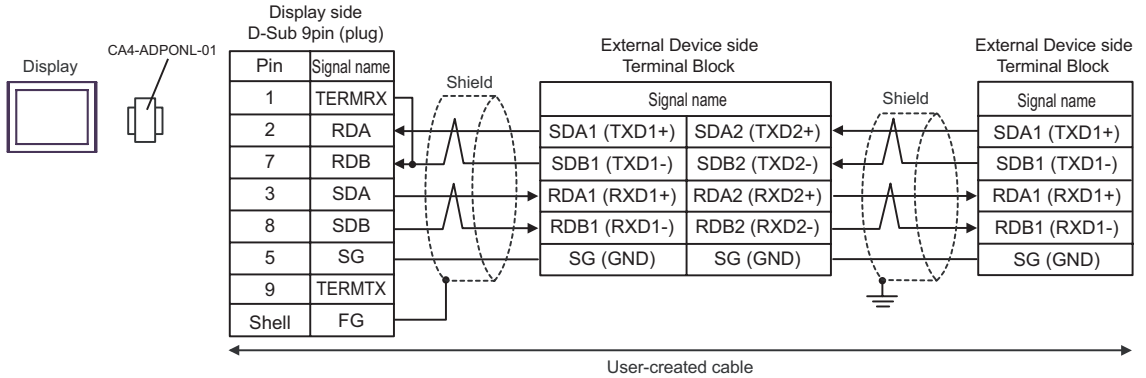 Display side
D-Sub 9pin (plug)
CA4-ADPONL-01
Display
Pin Signal name
1 TERMRX
2 RDA
7 RDB
3 SDA
8 SDB
5 SG
9 TERMTX
Shell FG
Shield
External Device side
Terminal Block
Signal name
SDA1 (TXD1+) SDA2 (TXD2+)
SDB1 (TXD1-) SDB2 (TXD2-)
RDA1 (RXD1+) RDA2 (RXD2+)
RDB1 (RXD1-) RDB2 (RXD2-)
SG (GND) SG (GND)
Shield
External Device side
Terminal Block
Signal name
SDA1 (TXD1+)
SDB1 (TXD1-)
RDA1 (RXD1+)
RDB1 (RXD1-)
SG (GND)
User-created cable